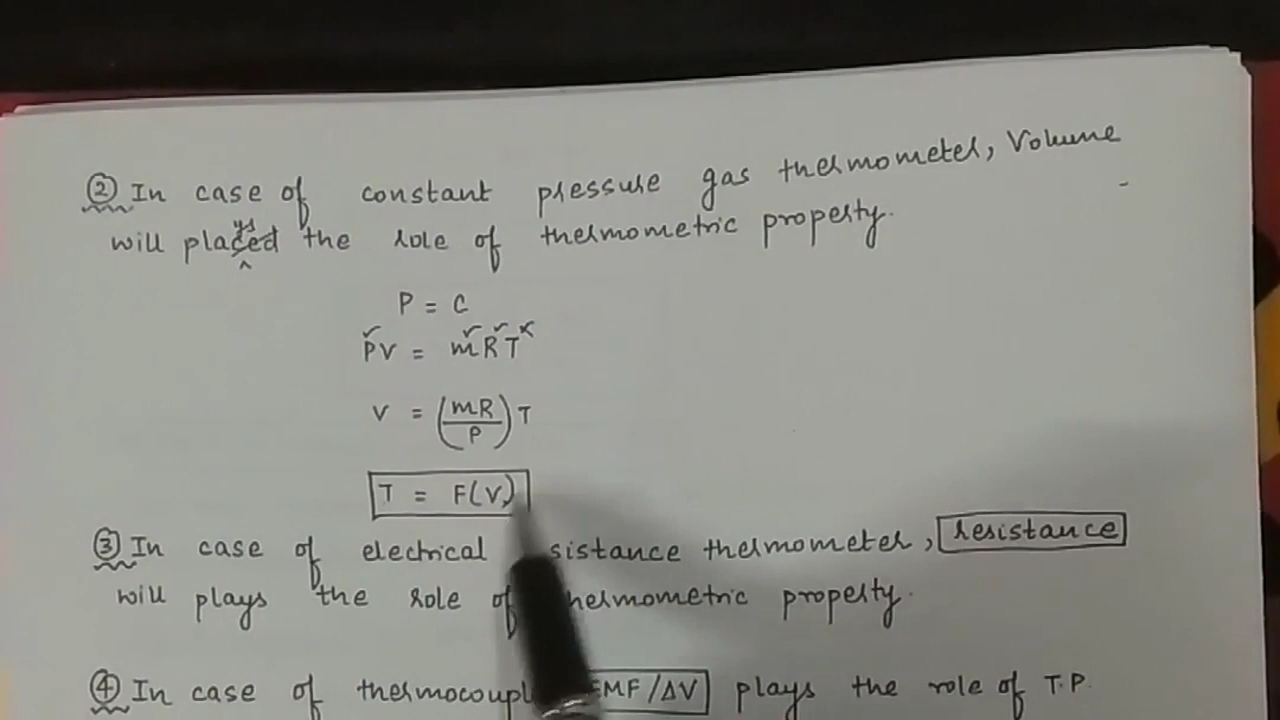 ② In case of constant pressure gas thermometer, Volume
will plays the role of thermometric property.
P = C
PV = mRT
V = (mR/P) T
T = F(V)
③ In case of electrical sistance thermometer, resistance
will plays the role of thermometric property.
④ In case of thermocoupl EMF/ΔV plays the role of T.P.